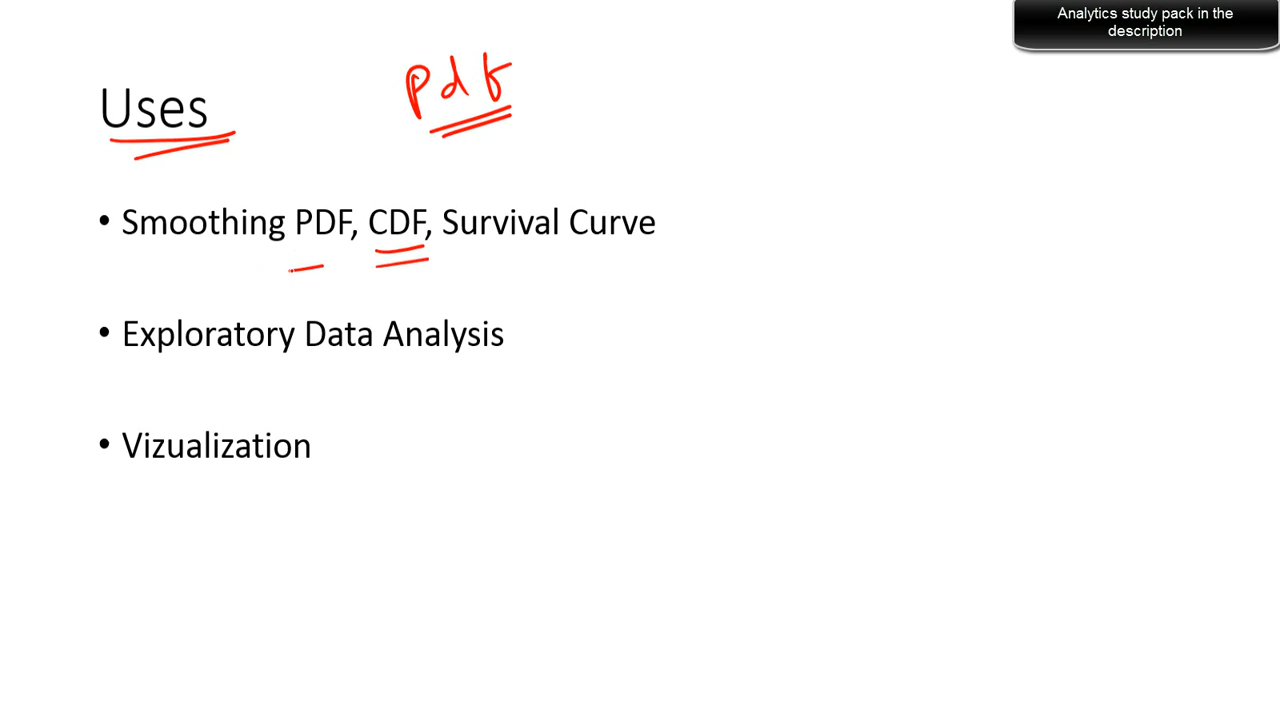 Analytics study pack in the
description
Uses
pdf
• Smoothing PDF, CDF, Survival Curve
• Exploratory Data Analysis
• Vizualization